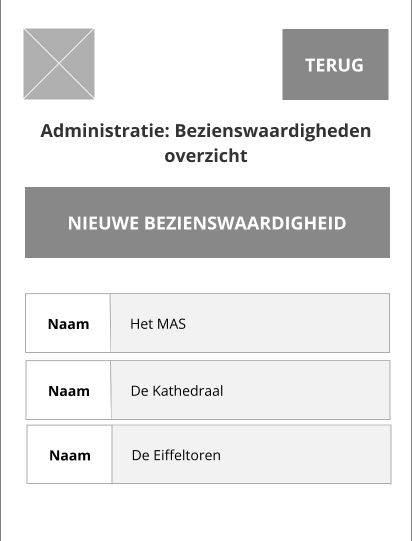 TERUG
Administratie: Bezienswaardigheden
overzicht
NIEUWE BEZIENSWAARDIGHEID
Naam Het MAS
Naam De Kathedraal
Naam De Eiffeltoren